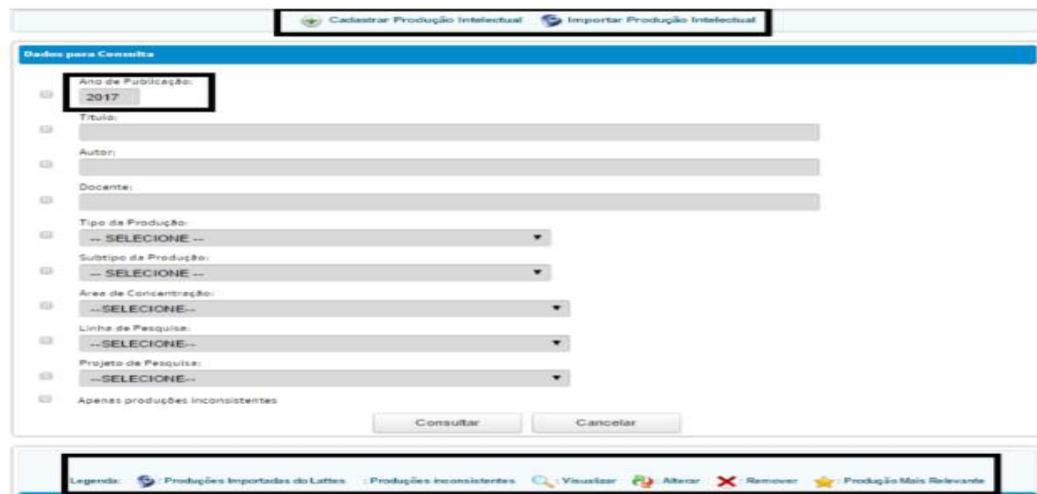 Cadastrar Produção Intelectual Importar Produção Intelectual
Dados para Consulta
Ano de Publicação:
2017
Título:
Autor:
Docente:
Tipo da Produção:
-- SELECIONE --
Subtipo da Produção:
-- SELECIONE --
Área de Concentração:
--SELECIONE--
Linha de Pesquisa:
--SELECIONE--
Projeto de Pesquisa:
--SELECIONE--
Apenas produções inconsistentes
Consultar Cancelar
Legenda: : Produções Importadas do Lattes : Produções inconsistentes : Visualizar : Alterar : Remover : Produção Mais Relevante